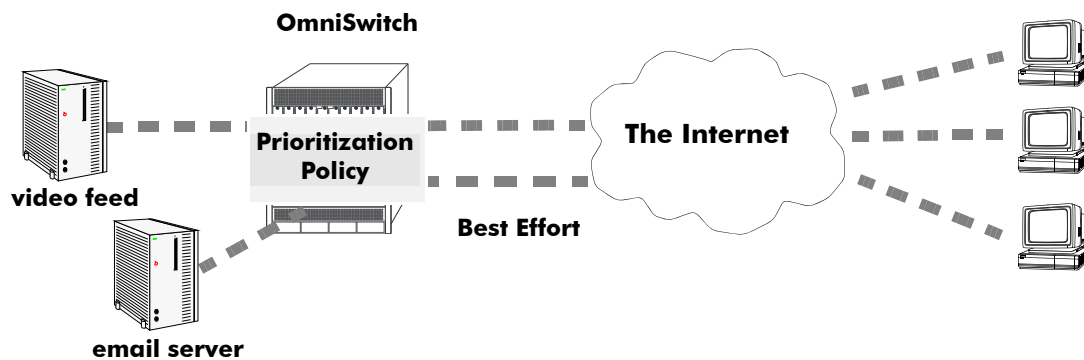 OmniSwitch
Prioritization
Policy
The Internet
video feed
Best Effort
email server